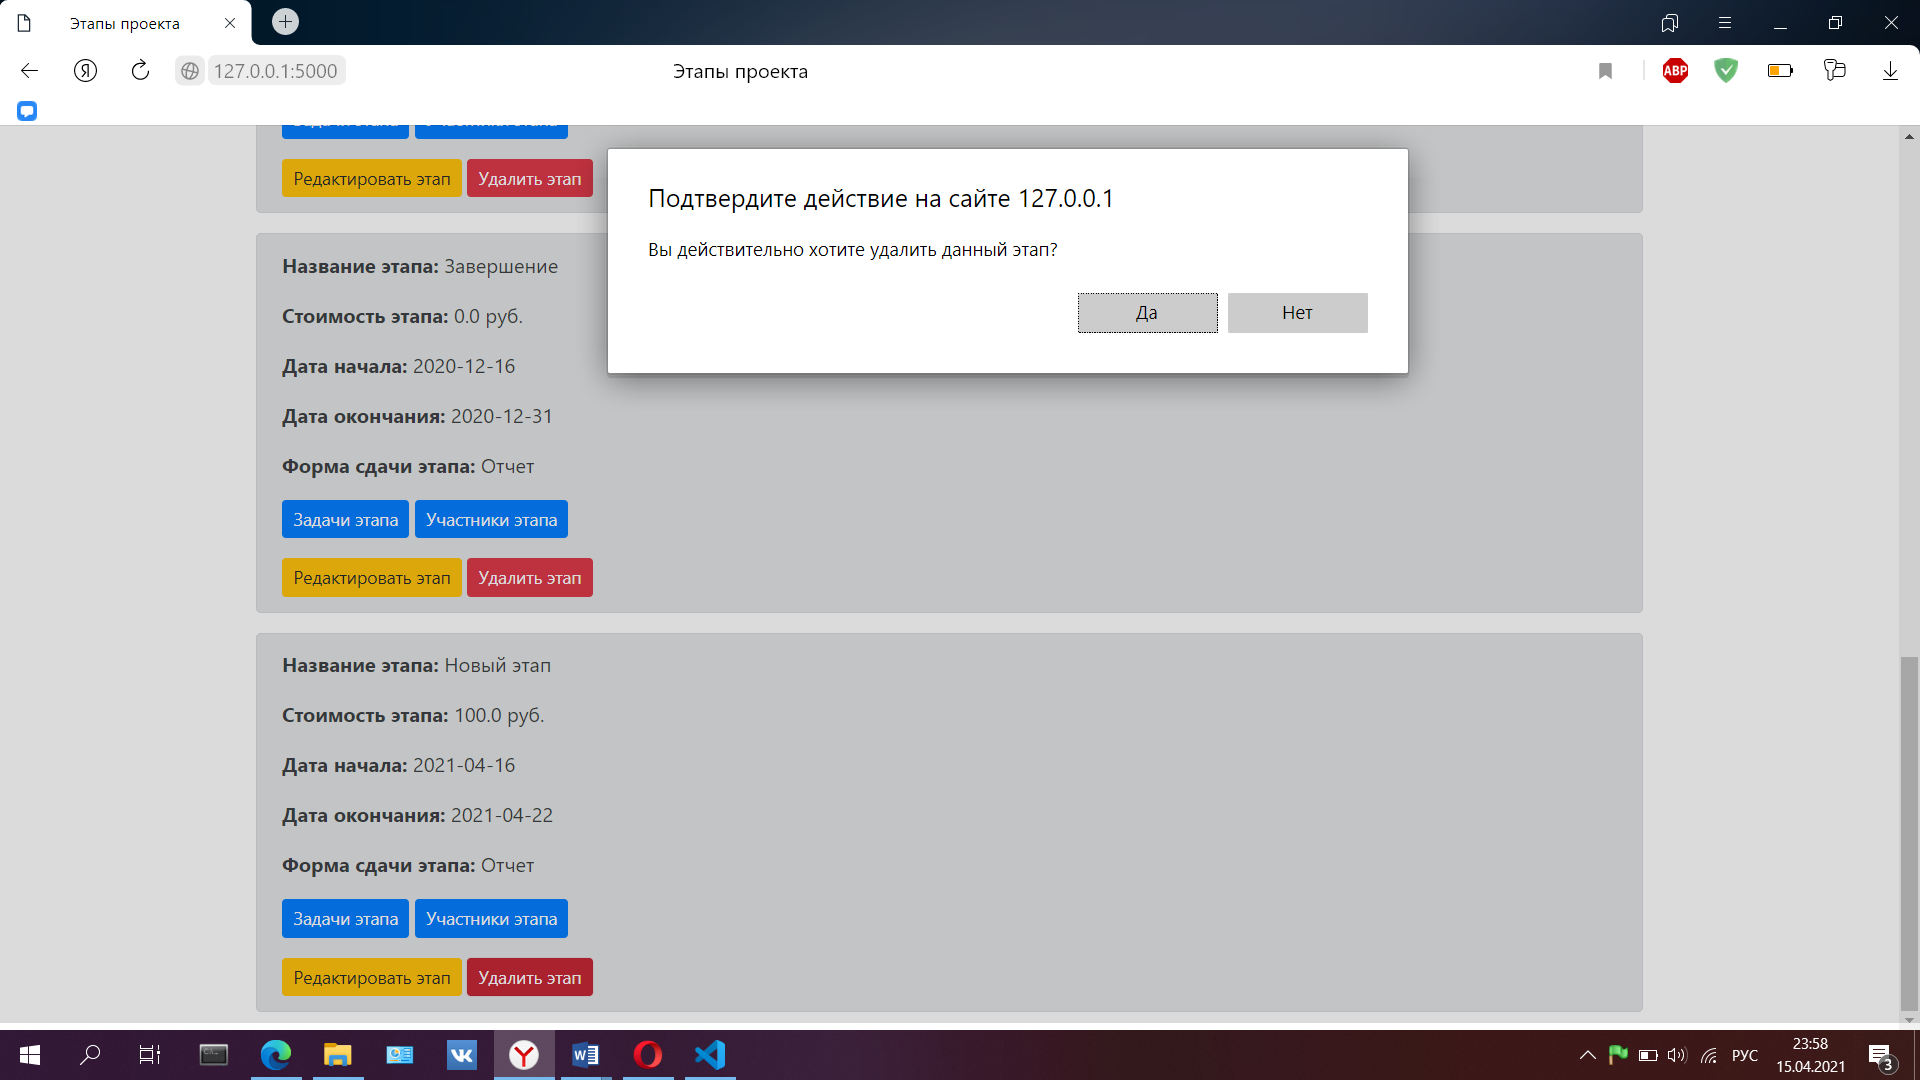 Этапы проекта
127.0.0.1:5000
Этапы проекта
ABP
Редактировать этап Удалить этап
Подтвердите действие на сайте 127.0.0.1
Вы действительно хотите удалить данный этап?
Да Нет
Название этапа: Завершение
Стоимость этапа: 0.0 руб.
Дата начала: 2020-12-16
Дата окончания: 2020-12-31
Форма сдачи этапа: Отчет
Задачи этапа Участники этапа
Редактировать этап Удалить этап
Название этапа: Новый этап
Стоимость этапа: 100.0 руб.
Дата начала: 2021-04-16
Дата окончания: 2021-04-22
Форма сдачи этапа: Отчет
Задачи этапа Участники этапа
Редактировать этап Удалить этап
РУС
23:58
15.04.2021
3